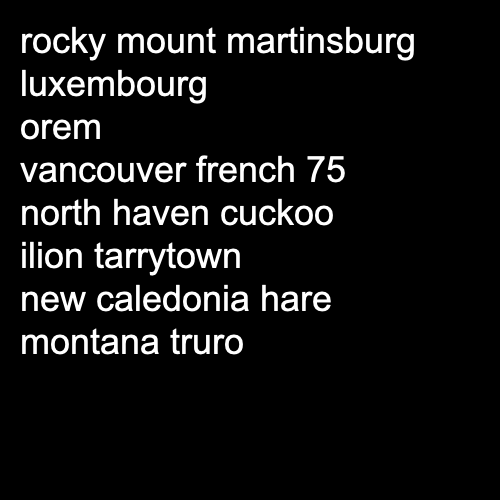 rocky mount martinsburg
luxembourg
orem
vancouver french 75
north haven cuckoo
ilion tarrytown
new caledonia hare
montana truro